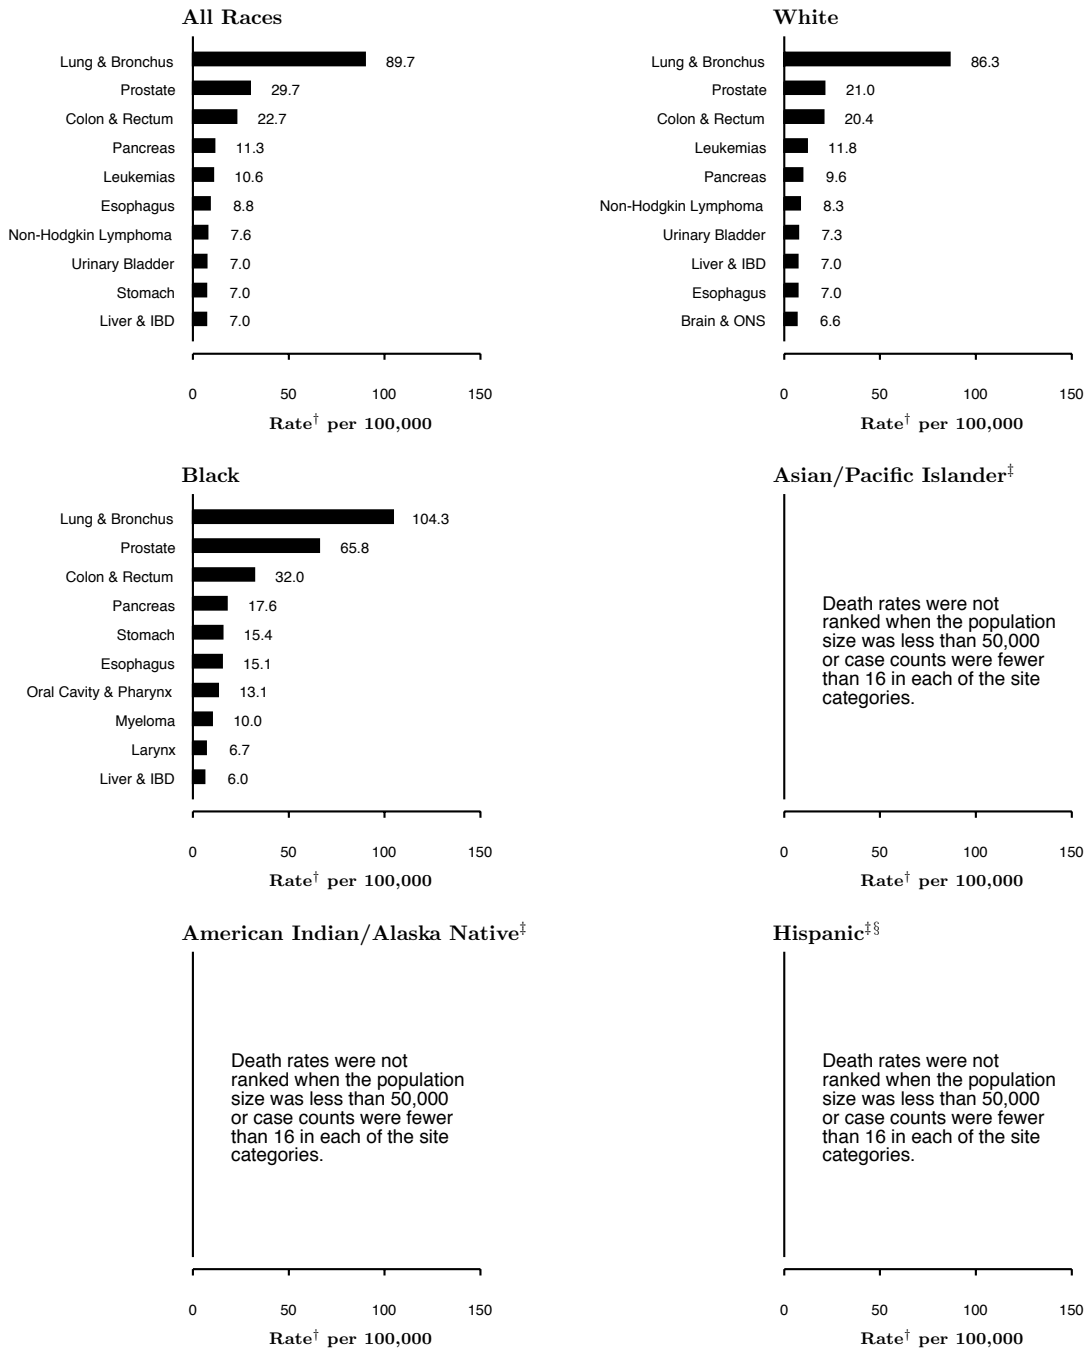 All Races
Lung & Bronchus 89.7
Prostate 29.7
Colon & Rectum 22.7
Pancreas 11.3
Leukemias 10.6
Esophagus 8.8
Non-Hodgkin Lymphoma 7.6
Urinary Bladder 7.0
Stomach 7.0
Liver & IBD 7.0
0 50 100 150
Rate† per 100,000
White
Lung & Bronchus 86.3
Prostate 21.0
Colon & Rectum 20.4
Leukemias 11.8
Pancreas 9.6
Non-Hodgkin Lymphoma 8.3
Urinary Bladder 7.3
Liver & IBD 7.0
Esophagus 7.0
Brain & ONS 6.6
0 50 100 150
Rate† per 100,000
Black
Lung & Bronchus 104.3
Prostate 65.8
Colon & Rectum 32.0
Pancreas 17.6
Stomach 15.4
Esophagus 15.1
Oral Cavity & Pharynx 13.1
Myeloma 10.0
Larynx 6.7
Liver & IBD 6.0
0 50 100 150
Rate† per 100,000
Asian/Pacific Islander‡
Death rates were not
ranked when the population
size was less than 50,000
or case counts were fewer
than 16 in each of the site
categories.
0 50 100 150
Rate† per 100,000
American Indian/Alaska Native‡
Death rates were not
ranked when the population
size was less than 50,000
or case counts were fewer
than 16 in each of the site
categories.
0 50 100 150
Rate† per 100,000
Hispanic‡§
Death rates were not
ranked when the population
size was less than 50,000
or case counts were fewer
than 16 in each of the site
categories.
0 50 100 150
Rate† per 100,000